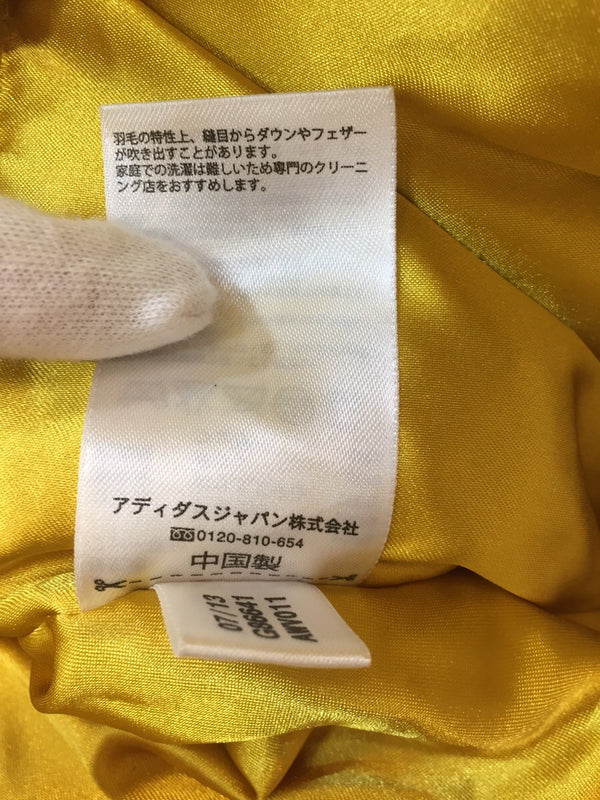 羽毛の特性上、縫目からダウンやフェザー
が吹き出すことがあります。
家庭での洗濯は難しいため専門のクリーニ
ング店をおすすめします。
アディダスジャパン株式会社
0120-810-654
中国製
07/13
G86641
AW011